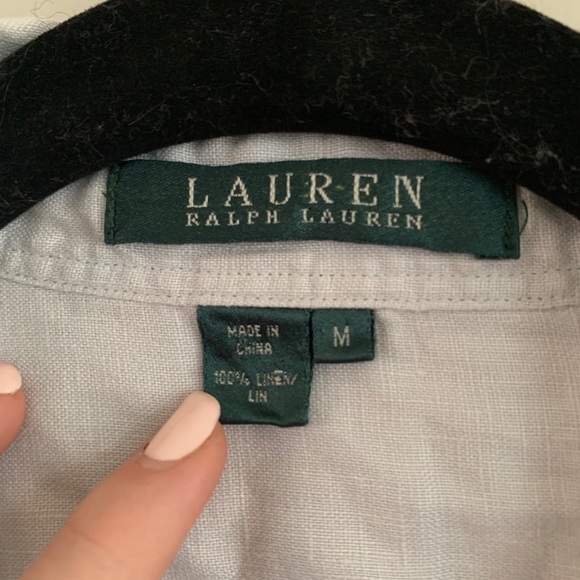 LAUREN
RALPH LAUREN
MADE IN
CHINA
M
100% LINEN/
LIN